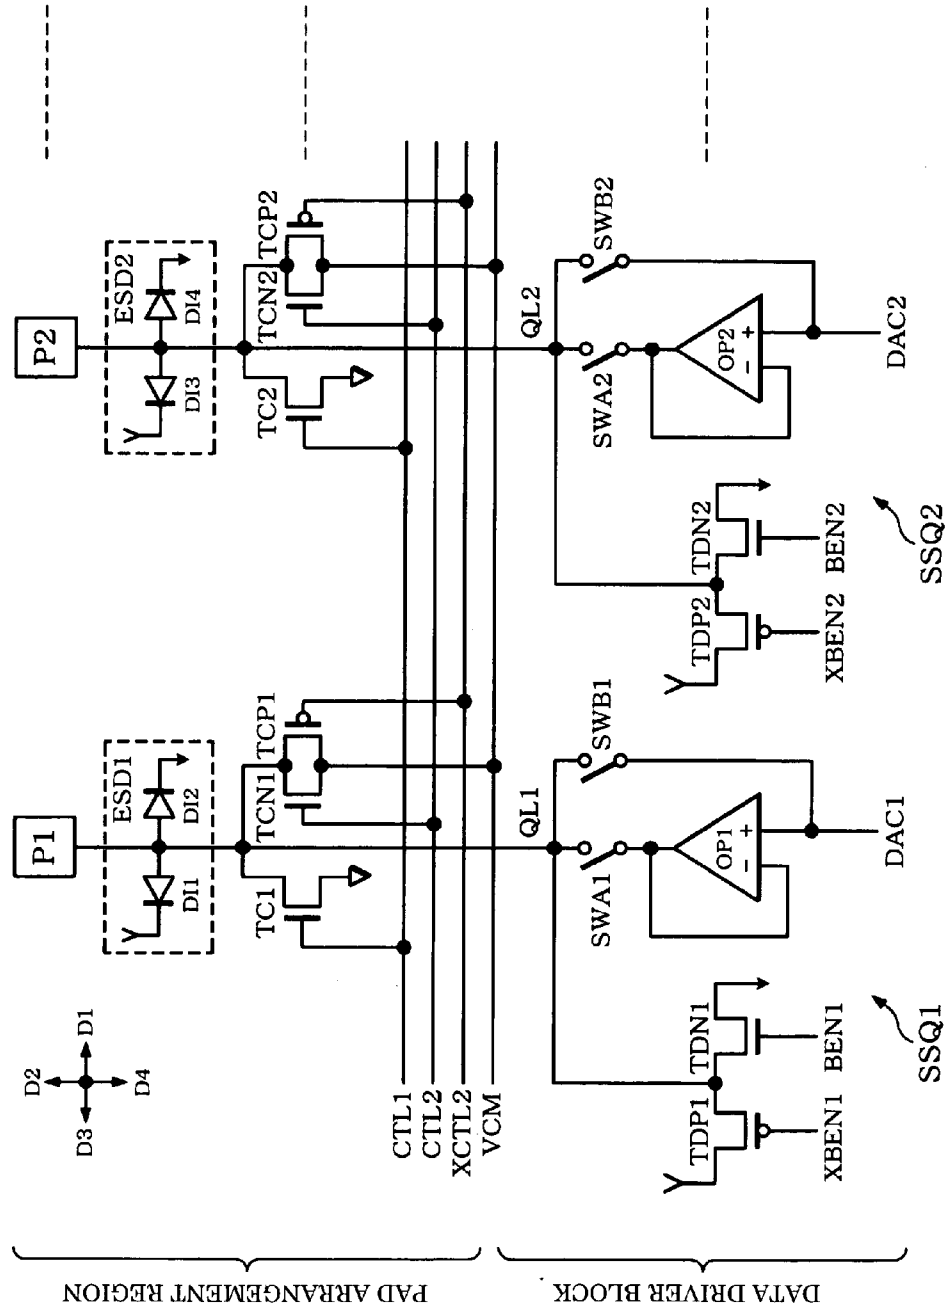 P1
P2
ESD1
DI1
DI2
ESD2
DI3
DI4
TC1
TCN1
TCP1
TC2
TCN2
TCP2
D1
D2
D3
D4
CTL1
CTL2
XCTL2
VCM
QL1
QL2
SWA1
SWB1
SWA2
SWB2
OP1
- +
OP2
- +
TDP1
TDN1
TDP2
TDN2
XBEN1
BEN1
DAC1
XBEN2
BEN2
DAC2
SSQ1
SSQ2
PAD ARRANGEMENT REGION
DATA DRIVER BLOCK